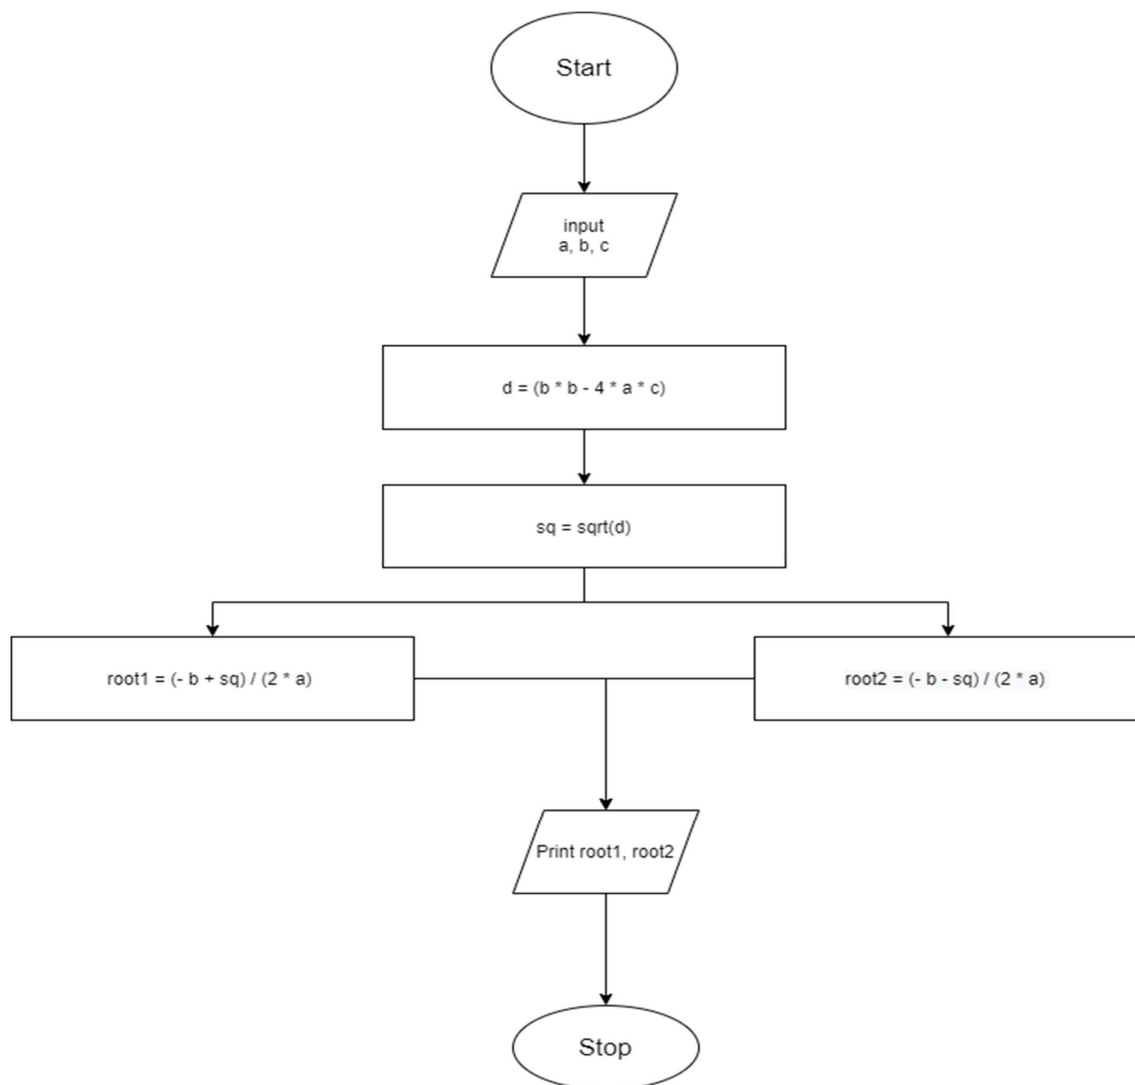 Start
input
a, b, c
d = (b * b - 4 * a * c)
sq = sqrt(d)
root1 = (- b + sq) / (2 * a)
root2 = (- b - sq) / (2 * a)
Print root1, root2
Stop